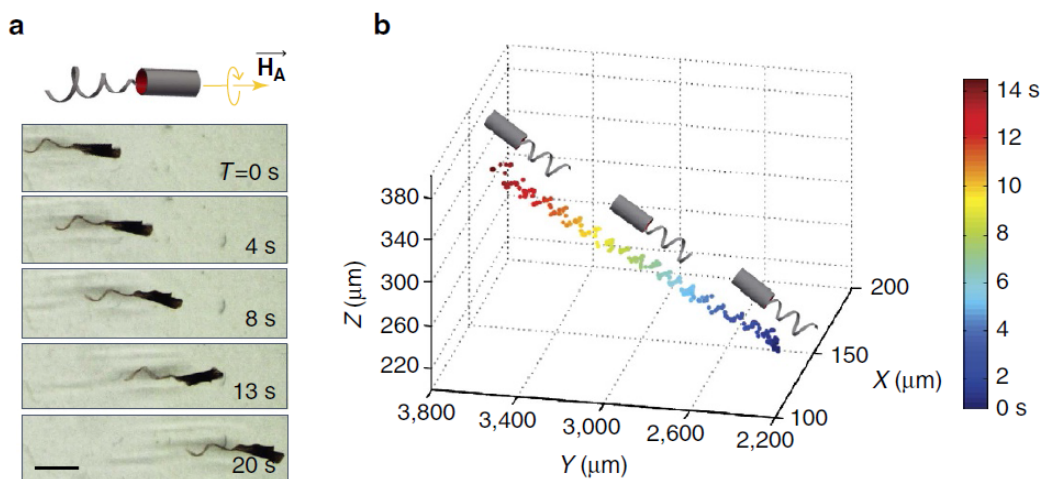 a
H_A
T=0 s
4 s
8 s
13 s
20 s
b
380
340
300
260
220
Z (μm)
3,800
3,400
3,000
2,600
2,200
Y (μm)
200
150
100
X (μm)
14 s
12
10
8
6
4
2
0 s